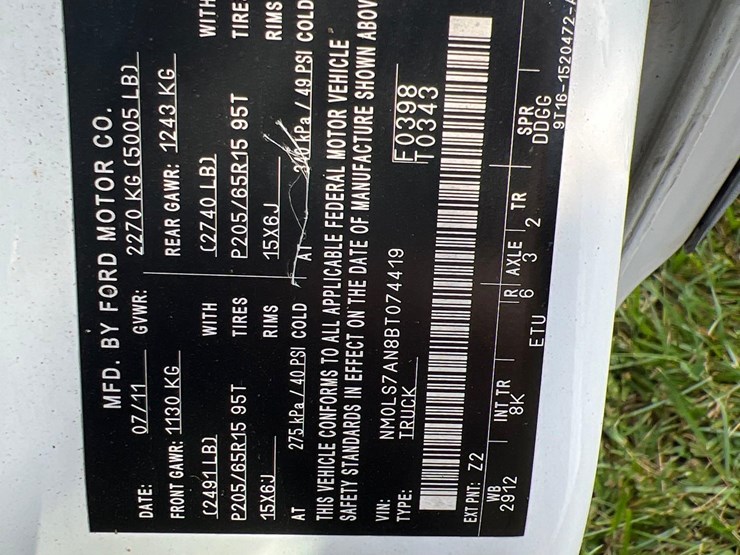 MFD. BY FORD MOTOR CO.
DATE: 07/11 GVWR: 2270 KG (5005 LB)
FRONT GAWR: 1130 KG REAR GAWR: 1243 KG
(2491 LB) WITH (2740 LB) WITH
P205/65R15 95T TIRES P205/65R15 95T TIRE
15X6J RIMS 15X6J RIMS
AT 275 kPa / 40 PSI COLD AT kPa / 49 PSI COLD
THIS VEHICLE CONFORMS TO ALL APPLICABLE FEDERAL MOTOR VEHICLE
SAFETY STANDARDS IN EFFECT ON THE DATE OF MANUFACTURE SHOWN ABOV
VIN: NM0LS7AN8BT074419 F0398
TYPE: TRUCK T0343
EXT PNT: Z2
WB INT TR R AXLE TR SPR
2912 8K 6 3 2 DDGG
ETU 9T16-1520472-A